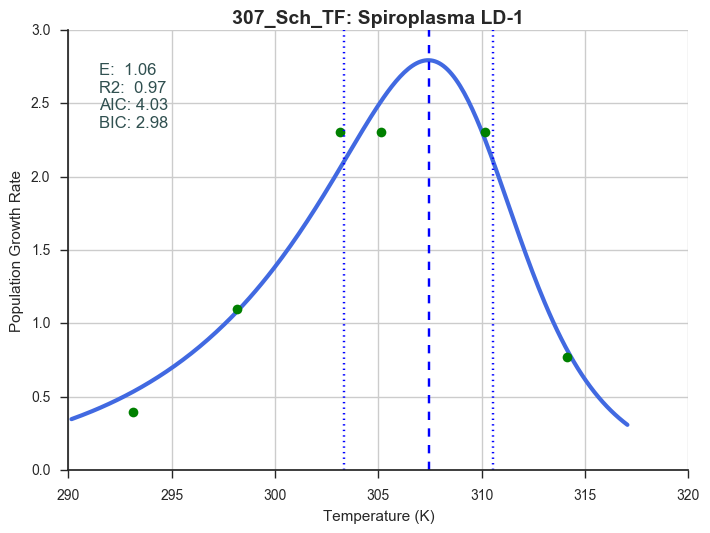 307_Sch_TF: Spiroplasma LD-1
E:  1.06
R2:  0.97
AIC: 4.03
BIC: 2.98
Population Growth Rate
3.0
2.5
2.0
1.5
1.0
0.5
0.0
290 295 300 305 310 315 320
Temperature (K)